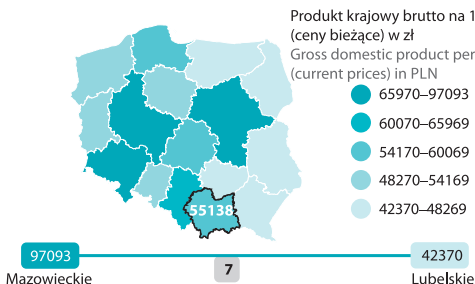 Produkt krajowy brutto na 1
(ceny bieżące) w zł
Gross domestic product per
(current prices) in PLN
65970–97093
60070–65969
54170–60069
48270–54169
42370–48269
55138
97093
7
42370
Mazowieckie
Lubelskie